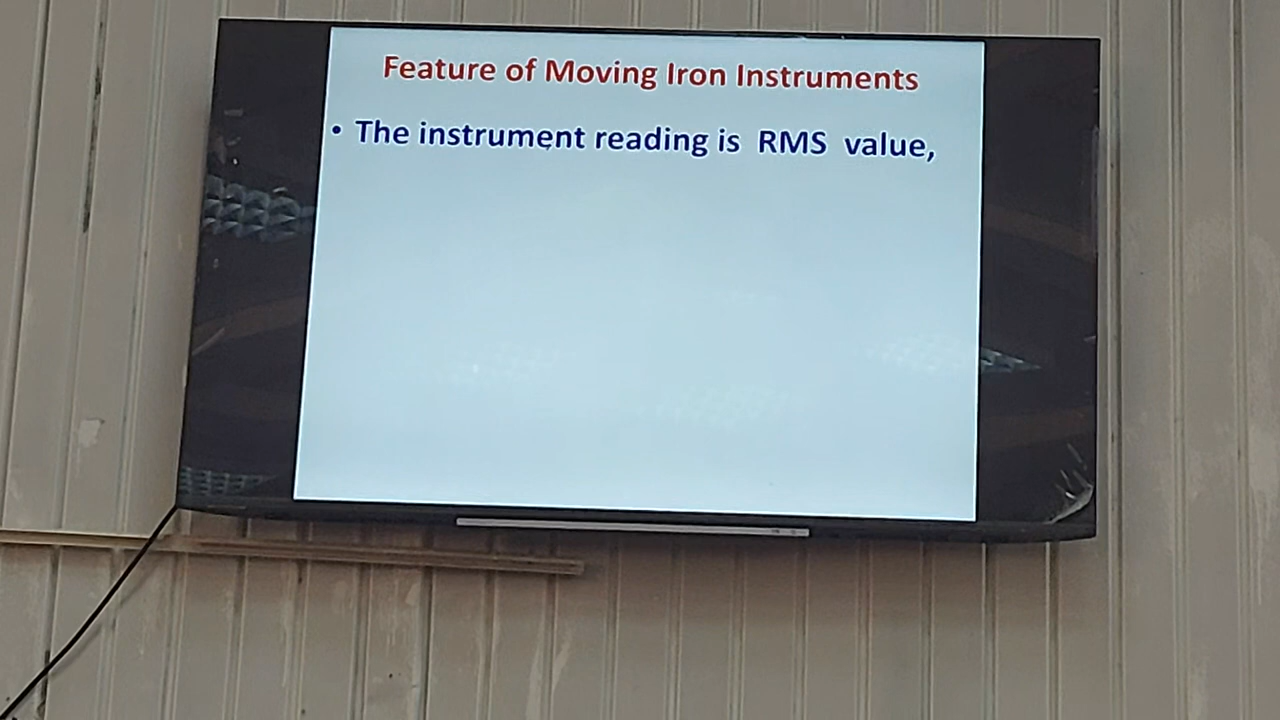 Feature of Moving Iron Instruments
• The instrument reading is RMS value,